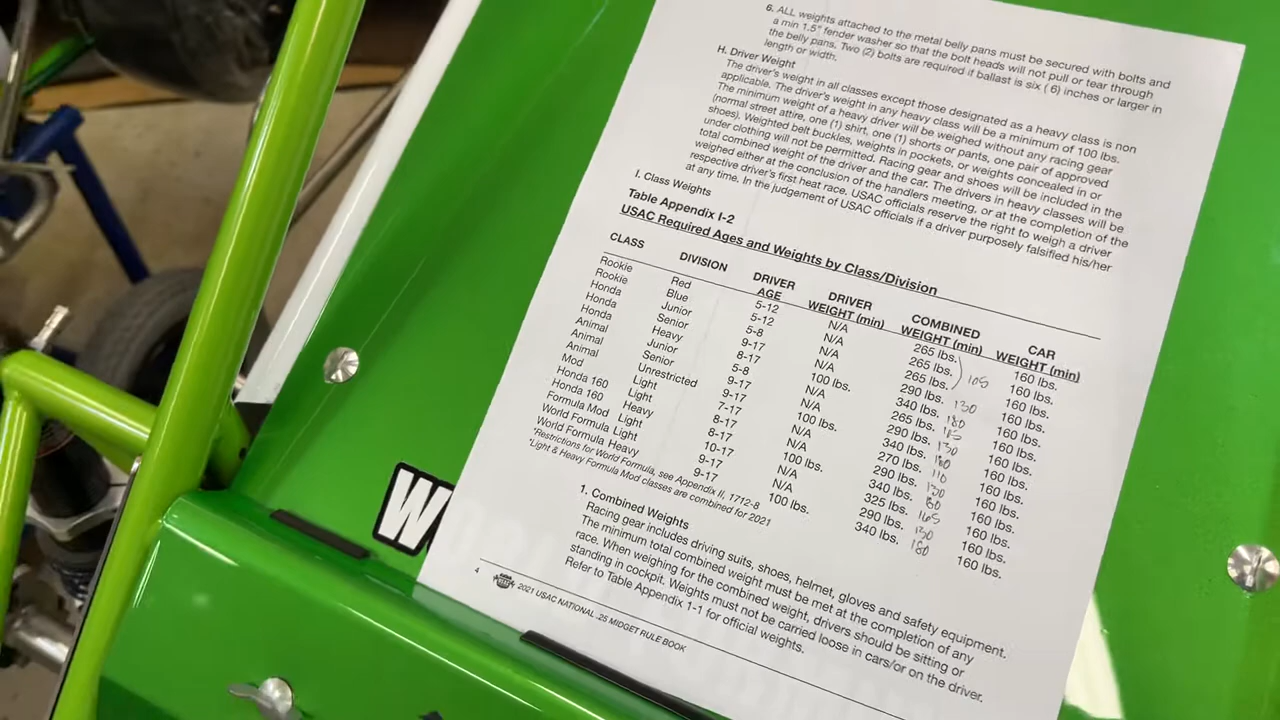 6. ALL weights attached to the metal belly pans must be secured with bolts and
a min 1.5" fender washer so that the bolt heads will not pull or tear through
the belly pans. Two (2) bolts are required if ballast is six ( 6) inches or larger in
length or width.
H. Driver Weight
The driver's weight in all classes except those designated as a heavy class is non
applicable. The driver's weight in any heavy class will be a minimum of 100 lbs.
The minimum weight of a heavy driver will be weighed without any racing gear
(normal street attire, one (1) shirt, one (1) shorts or pants, one pair of approved
shoes). Weighted belt buckles, weights in pockets, or weights concealed in or
under clothing will not be permitted. Racing gear and shoes will be included in the
total combined weight of the driver and the car. The drivers in heavy classes will be
weighed either at the conclusion of the handlers meeting, or at the completion of the
respective driver's first heat race. USAC officials reserve the right to weigh a driver
at any time. In the judgement of USAC officials if a driver purposely falsified his/her
I. Class Weights
Table Appendix I-2
USAC Required Ages and Weights by Class/Division
CLASS DIVISION DRIVER AGE DRIVER WEIGHT (min) COMBINED WEIGHT (min) CAR WEIGHT (min)
Rookie Red 5-12 N/A 265 lbs. 160 lbs.
Rookie Blue 5-12 N/A 265 lbs. 105 160 lbs.
Honda Junior 5-8 N/A 265 lbs. 160 lbs.
Honda Senior 9-17 N/A 290 lbs. 130 160 lbs.
Honda Heavy 8-17 100 lbs. 340 lbs. 180 160 lbs.
Animal Junior 5-8 N/A 265 lbs. 105 160 lbs.
Animal Senior 9-17 N/A 290 lbs. 130 160 lbs.
Animal Unrestricted 9-17 100 lbs. 340 lbs. 180 160 lbs.
Mod Light 7-17 N/A 270 lbs. 110 160 lbs.
Honda 160 Light 8-17 N/A 290 lbs. 130 160 lbs.
Honda 160 Heavy 8-17 100 lbs. 340 lbs. 180 160 lbs.
Formula Mod Light 10-17 N/A 325 lbs. 165 160 lbs.
World Formula Light 9-17 N/A 290 lbs. 130 160 lbs.
World Formula Heavy 9-17 100 lbs. 340 lbs. 180 160 lbs.
*Restrictions for World Formula, see Appendix II, 1712-8
*Light & Heavy Formula Mod classes are combined for 2021
1. Combined Weights
Racing gear includes driving suits, shoes, helmet, gloves and safety equipment.
The minimum total combined weight must be met at the completion of any
race. When weighing for the combined weight, drivers should be sitting or
standing in cockpit. Weights must not be carried loose in cars/or on the driver.
Refer to Table Appendix 1-1 for official weights.
4 2021 USAC NATIONAL .25 MIDGET RULE BOOK
W